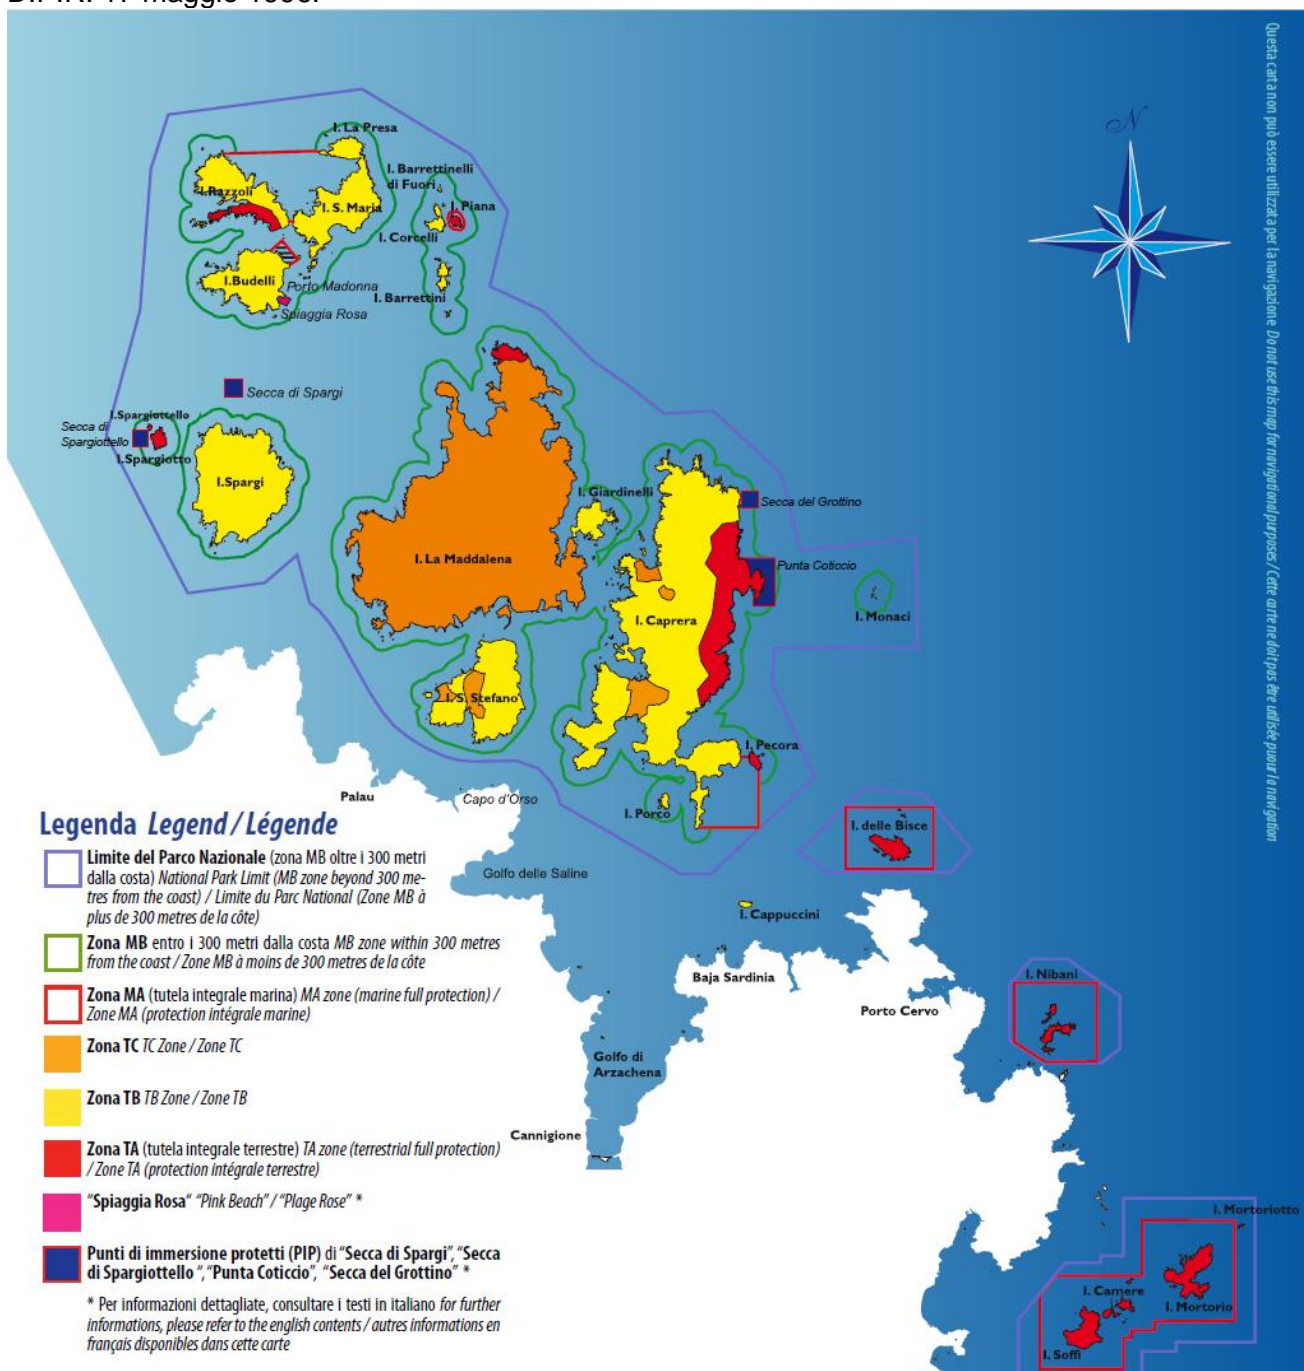 D.P.R. 17 maggio 1996.
N
Questa carta non può essere utilizzata per la navigazione Do not use this map for navigational purposes / Cette carte ne doit pas être utilisée puour la navigation
I. La Presa
I. Barrettinelli
di Fuori
I.Razzoli
I. S. Maria
I. Piana
I. Corcelli
I.Budelli
Porto Madonna
I. Barrettini
Spiaggia Rosa
Secca di Spargi
I.Spargiottello
Secca di
Spargiottello
I.Spargiotto
I.Spargi
I. Giardinelli
Secca del Grottino
I. La Maddalena
Punta Coticcio
I. Monaci
I. Caprera
I. S. Stefano
I. Pecora
Palau
Capo d'Orso
I. Porco
I. delle Bisce
Golfo delle Saline
I. Cappuccini
Baja Sardinia
I. Nibani
Porto Cervo
Golfo di
Arzachena
Cannigione
I. Mortoriotto
I. Camere
I. Mortorio
I. Soffi
Legenda Legend / Légende
Limite del Parco Nazionale (zona MB oltre i 300 metri
dalla costa) National Park Limit (MB zone beyond 300 me-
tres from the coast) / Limite du Parc National (Zone MB à
plus de 300 metres de la côte)
Zona MB entro i 300 metri dalla costa MB zone within 300 metres
from the coast / Zone MB à moins de 300 metres de la côte
Zona MA (tutela integrale marina) MA zone (marine full protection) /
Zone MA (protection intégrale marine)
Zona TC TC Zone / Zone TC
Zona TB TB Zone / Zone TB
Zona TA (tutela integrale terrestre) TA zone (terrestrial full protection)
/ Zone TA (protection intégrale terrestre)
"Spiaggia Rosa" "Pink Beach" / "Plage Rose" *
Punti di immersione protetti (PIP) di "Secca di Spargi", "Secca
di Spargiottello ", "Punta Coticcio", "Secca del Grottino" *
* Per informazioni dettagliate, consultare i testi in italiano for further
informations, please refer to the english contents / autres informations en
français disponibles dans cette carte